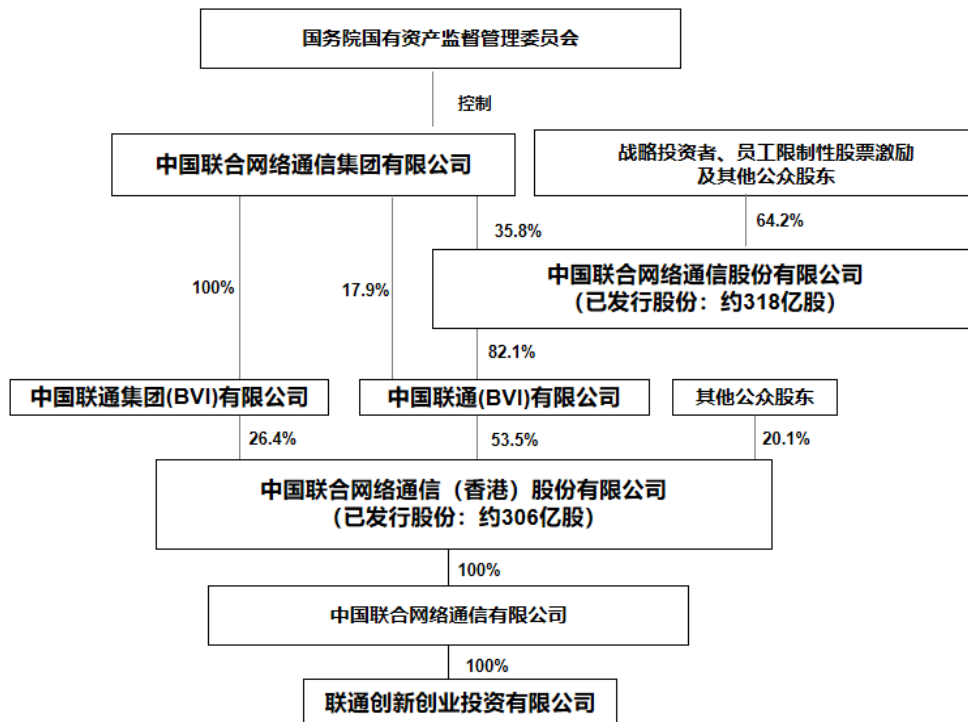 国务院国有资产监督管理委员会
控制
中国联合网络通信集团有限公司
战略投资者、员工限制性股票激励
及其他公众股东
35.8%
64.2%
100%
17.9%
中国联合网络通信股份有限公司
（已发行股份：约318亿股）
82.1%
中国联通集团(BVI)有限公司
中国联通(BVI)有限公司
其他公众股东
26.4%
53.5%
20.1%
中国联合网络通信（香港）股份有限公司
（已发行股份：约306亿股）
100%
中国联合网络通信有限公司
100%
联通创新创业投资有限公司